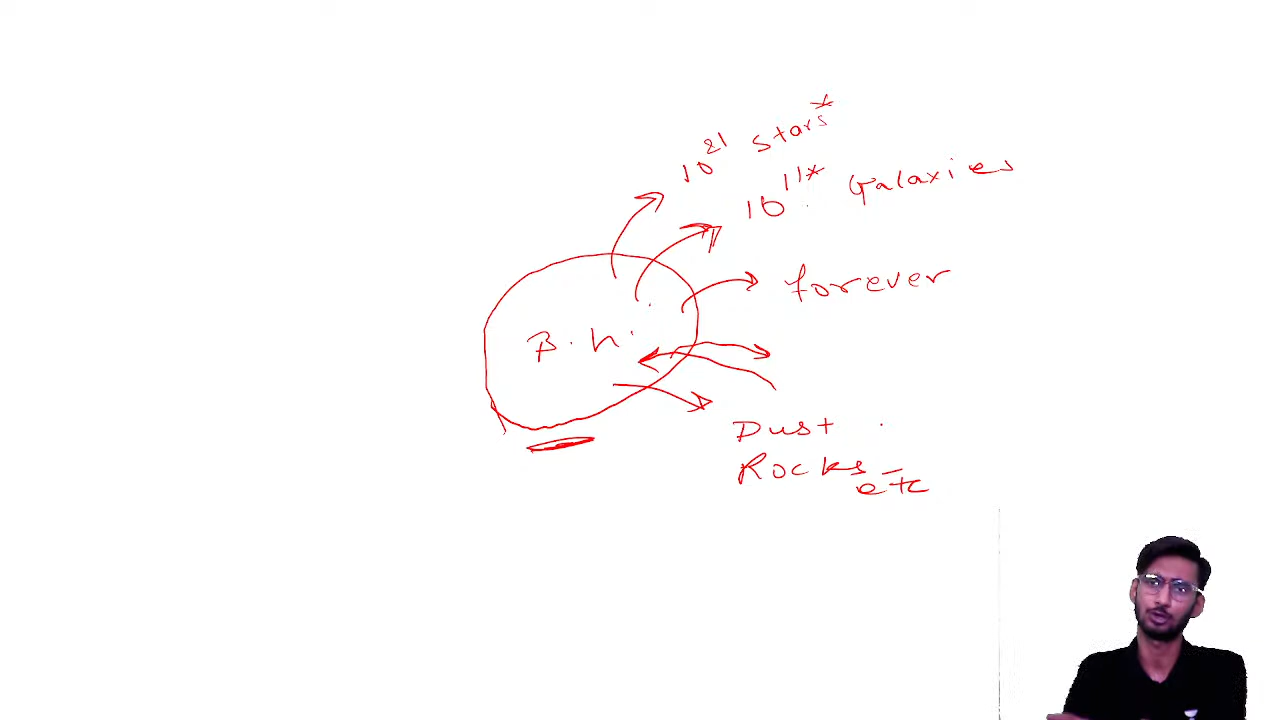 10^21 stars*
10^11* Galaxies
forever
B.h.
Dust
Rocks etc